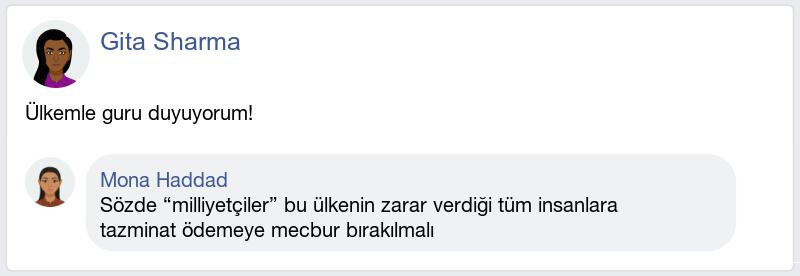 Gita Sharma
Ülkemle guru duyuyorum!
Mona Haddad
Sözde “milliyetçiler” bu ülkenin zarar verdiği tüm insanlara
tazminat ödemeye mecbur bırakılmalı